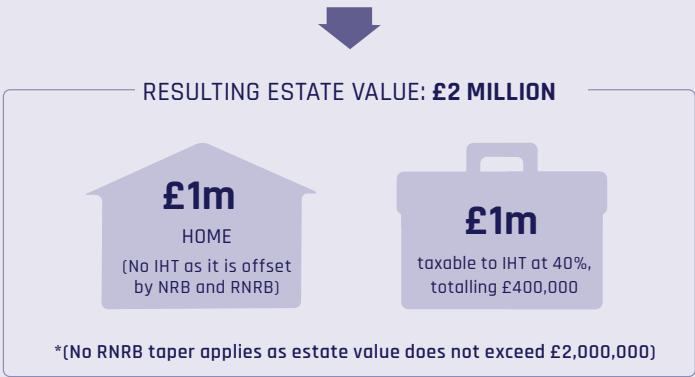 RESULTING ESTATE VALUE: £2 MILLION
£1m
HOME
(No IHT as it is offset
by NRB and RNRB)
£1m
taxable to IHT at 40%,
totalling £400,000
*(No RNRB taper applies as estate value does not exceed £2,000,000)